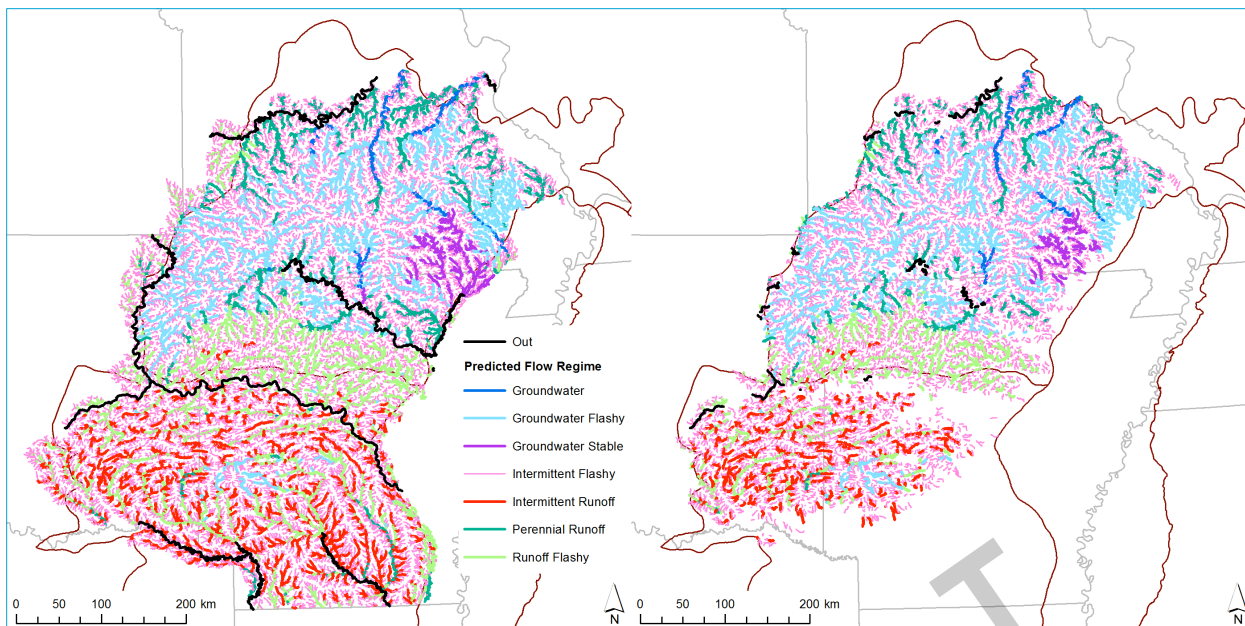 Out
Predicted Flow Regime
Groundwater
Groundwater Flashy
Groundwater Stable
Intermittent Flashy
Intermittent Runoff
Perennial Runoff
Runoff Flashy
0 50 100 200 km
N
0 50 100 200 km
N
T